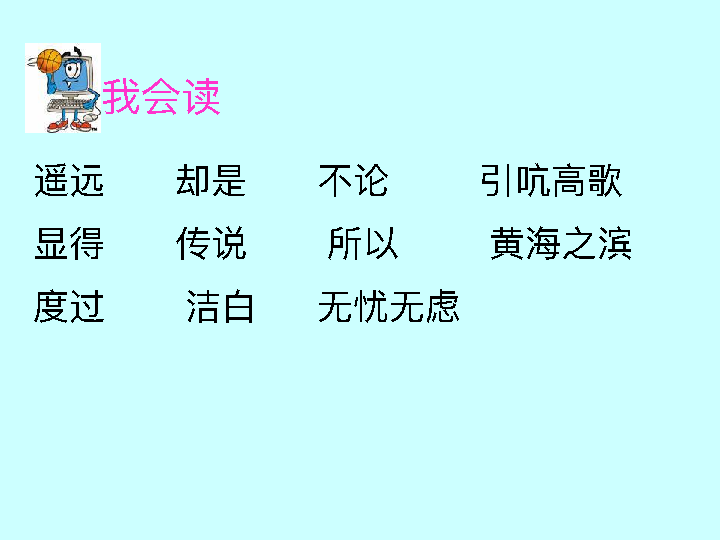 我会读
遥远 却是 不论 引吭高歌
显得 传说 所以 黄海之滨
度过 洁白 无忧无虑